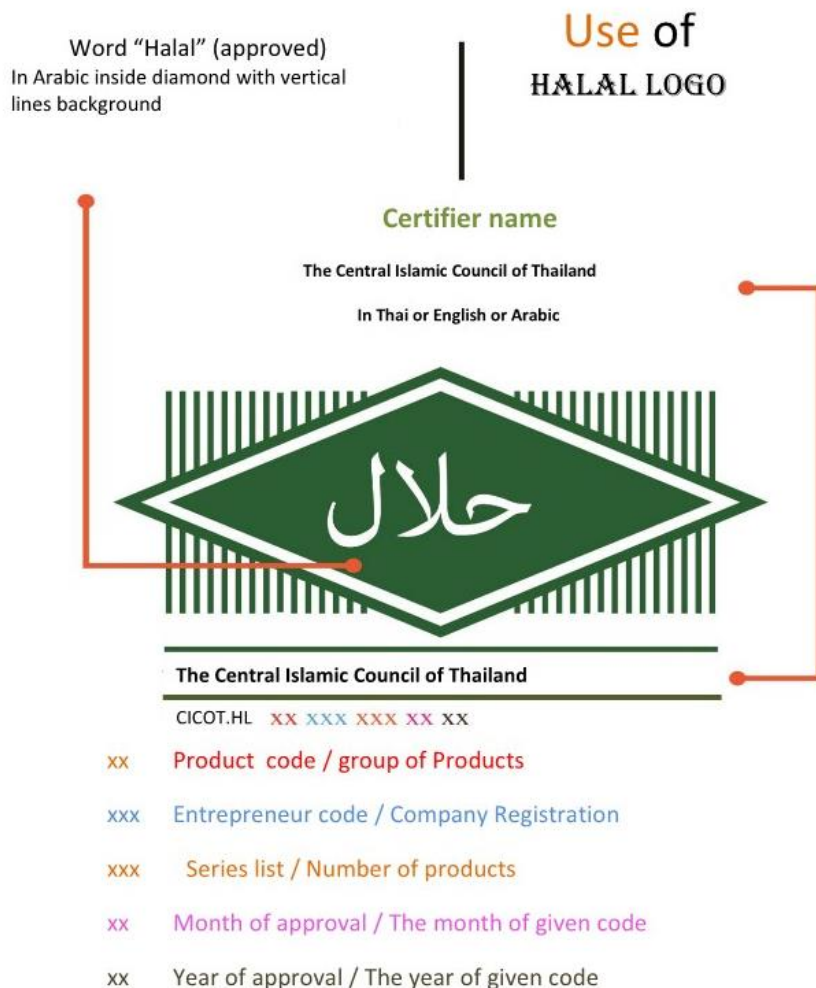 Word “Halal” (approved)
In Arabic inside diamond with vertical
lines background
Use of
HALAL LOGO
Certifier name
The Central Islamic Council of Thailand
In Thai or English or Arabic
حلال
The Central Islamic Council of Thailand
CICOT.HL xx xxx xxx xx xx
xx Product code / group of Products
xxx Entrepreneur code / Company Registration
xxx Series list / Number of products
xx Month of approval / The month of given code
xx Year of approval / The year of given code